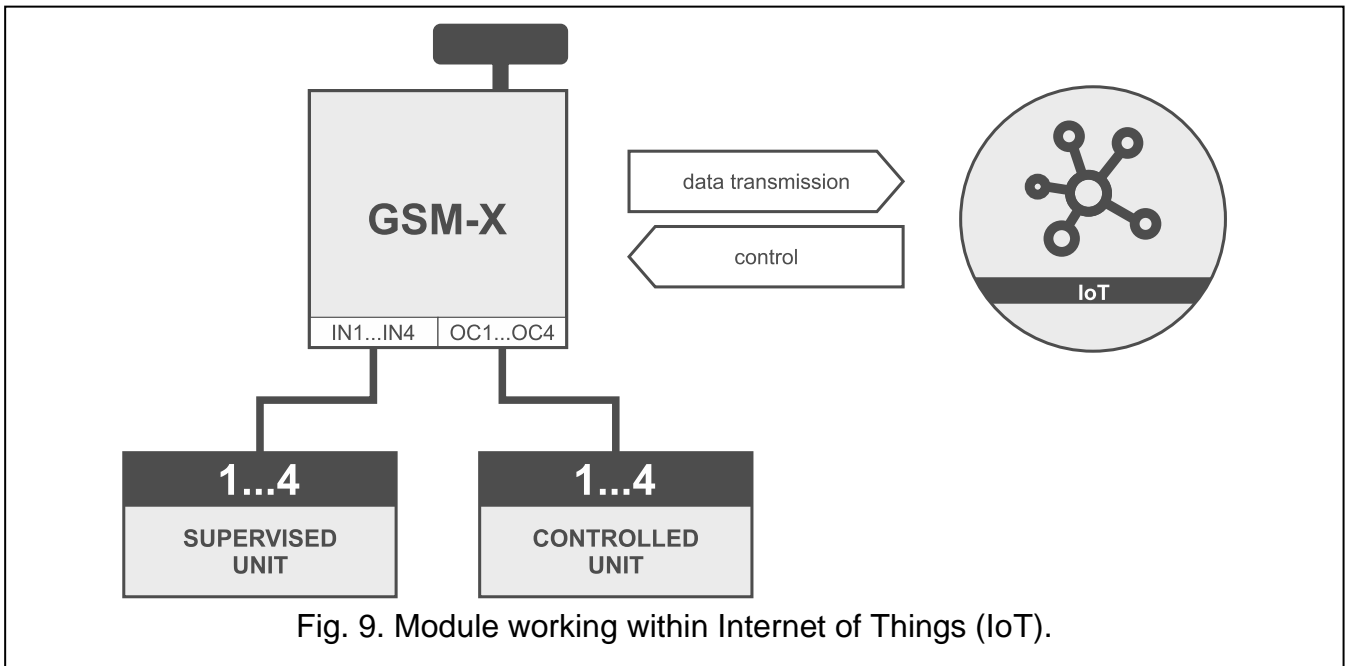 GSM-X
IN1...IN4
OC1...OC4
data transmission
control
IoT
1...4
SUPERVISED
UNIT
1...4
CONTROLLED
UNIT
Fig. 9. Module working within Internet of Things (IoT).